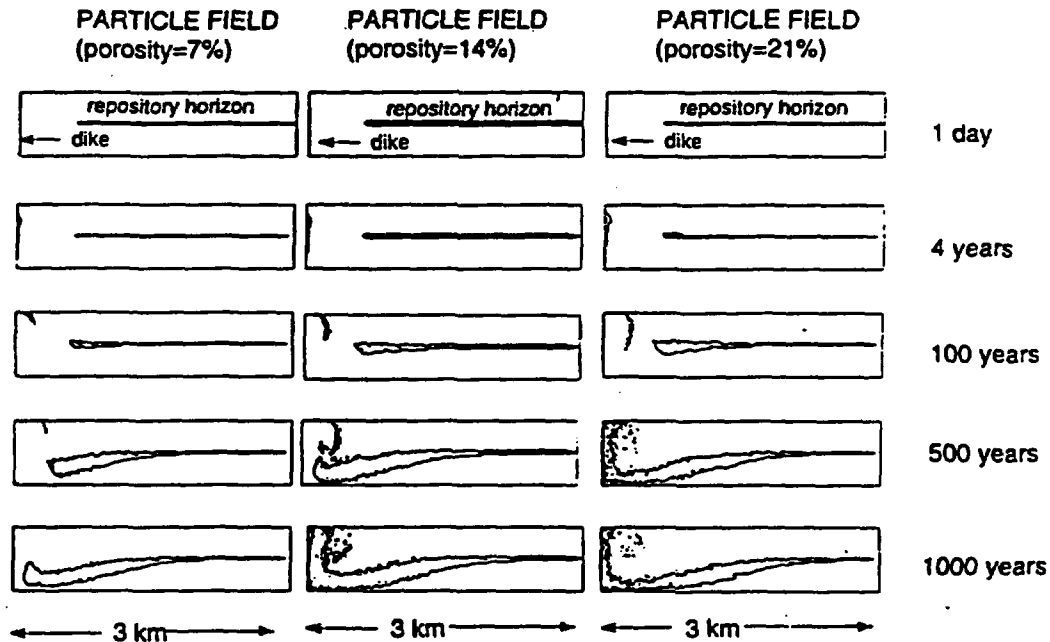 PARTICLE FIELD PARTICLE FIELD PARTICLE FIELD
(porosity=7%) (porosity=14%) (porosity=21%)
repository horizon repository horizon repository horizon
dike dike dike
1 day
4 years
100 years
500 years
1000 years
3 km 3 km 3 km